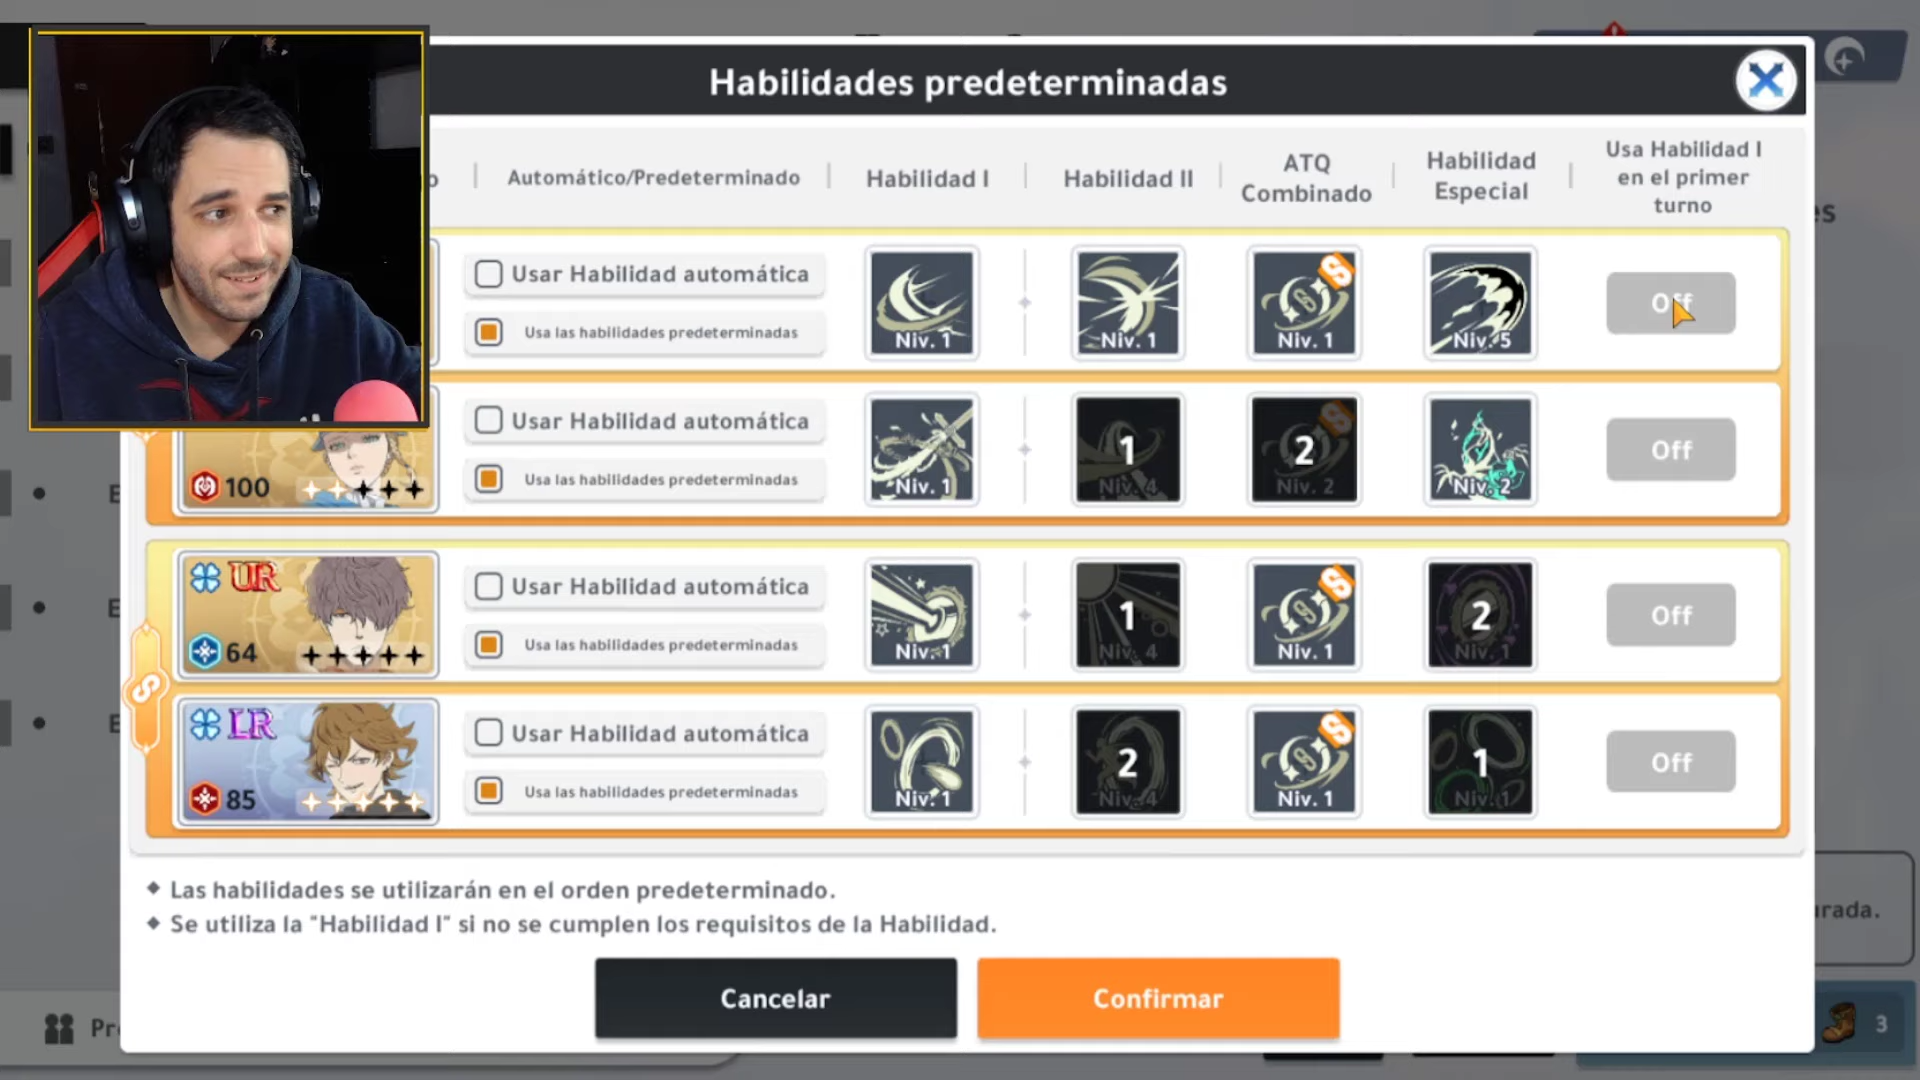 Habilidades predeterminadas
Automático/Predeterminado
Habilidad I
Habilidad II
ATQ
Combinado
Habilidad
Especial
Usa Habilidad I
en el primer
turno
Usar Habilidad automática
Usa las habilidades predeterminadas
Niv. 1
Niv. 1
Niv. 1
Niv. 5
Off
100
Usar Habilidad automática
Usa las habilidades predeterminadas
Niv. 1
1
Niv. 4
2
Niv. 2
Niv. 2
Off
UR
64
Usar Habilidad automática
Usa las habilidades predeterminadas
Niv. 1
1
Niv. 4
Niv. 1
2
Niv. 1
Off
LR
85
Usar Habilidad automática
Usa las habilidades predeterminadas
Niv. 1
2
Niv. 4
Niv. 1
1
Niv. 1
Off
Las habilidades se utilizarán en el orden predeterminado.
Se utiliza la "Habilidad I" si no se cumplen los requisitos de la Habilidad.
Cancelar
Confirmar
3